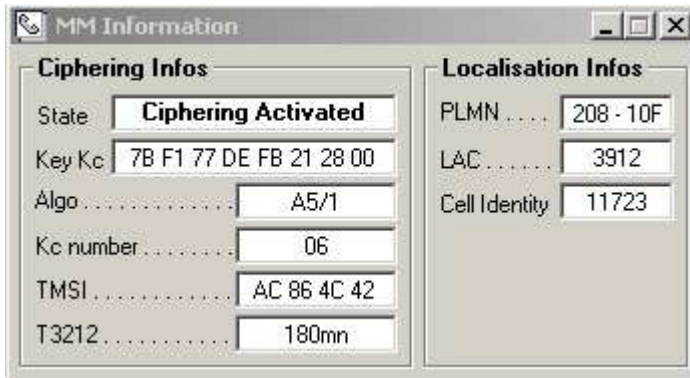 MM Information
Ciphering Infos
State Ciphering Activated
Key Kc 7B F1 77 DE FB 21 28 00
Algo . . . . . . . . . . . . . A5/1
Kc number . . . . . . . . 06
TMSI . . . . . . . . . . . . AC 86 4C 42
T3212 . . . . . . . . . . . 180mn
Localisation Infos
PLMN . . . . 208 - 10F
LAC . . . . . . 3912
Cell Identity 11723